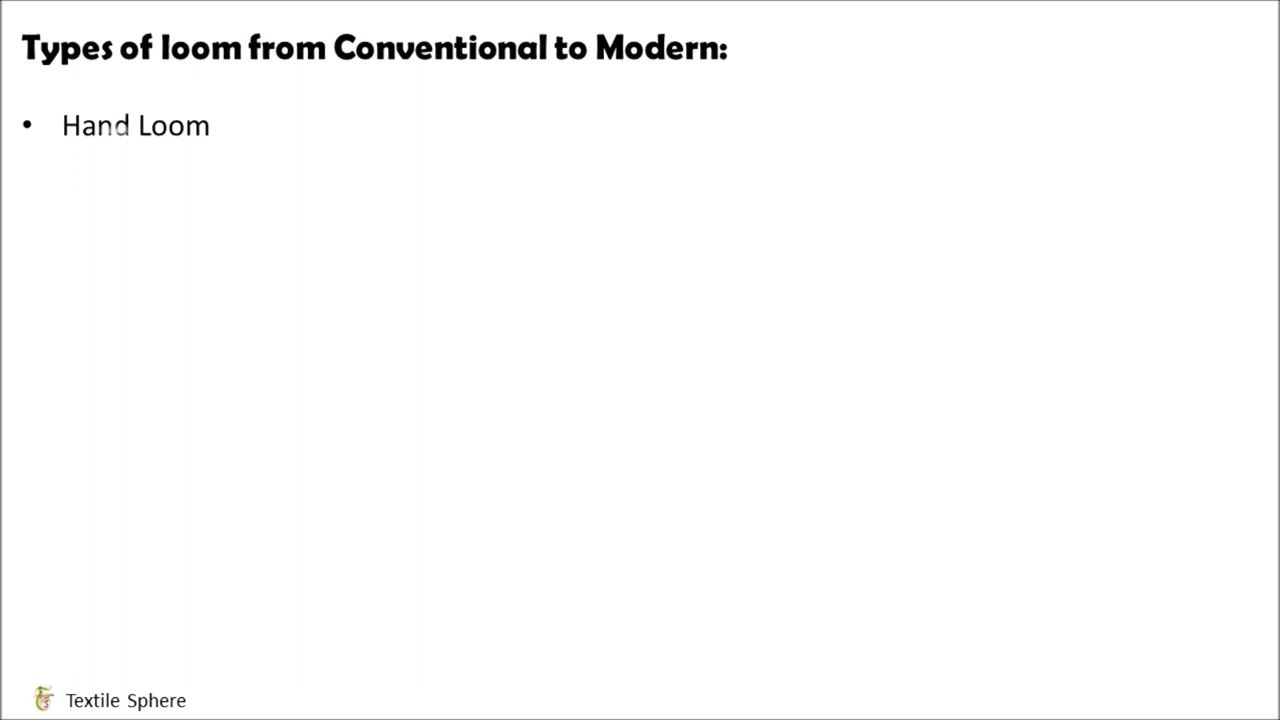 Types of loom from Conventional to Modern:
• Hand Loom
Textile Sphere